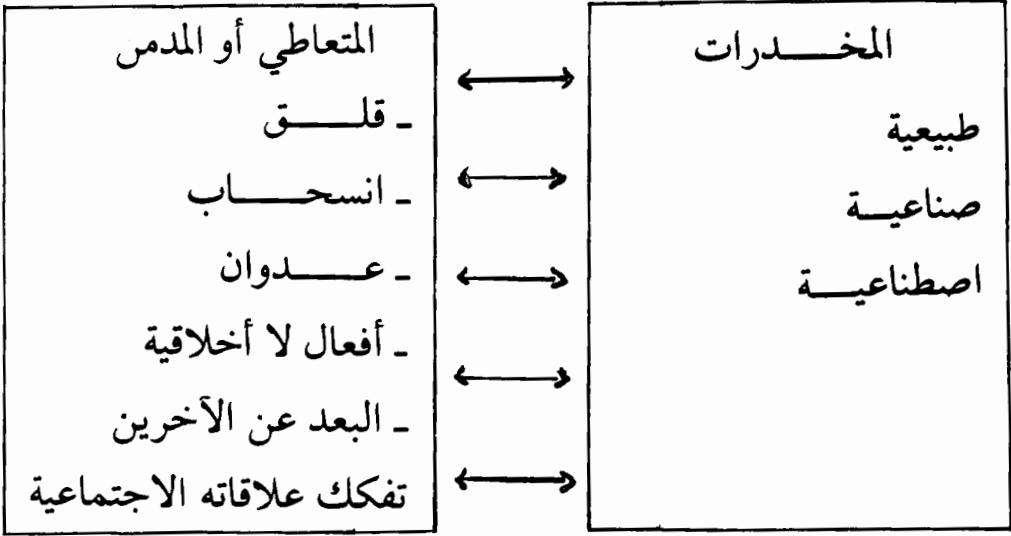 المخدرات
طبيعية
صناعية
اصطناعية
المتعاطي أو المدمن
- قلق
- انسحاب
- عدوان
- أفعال لا أخلاقية
- البعد عن الآخرين
تفكك علاقاته الاجتماعية